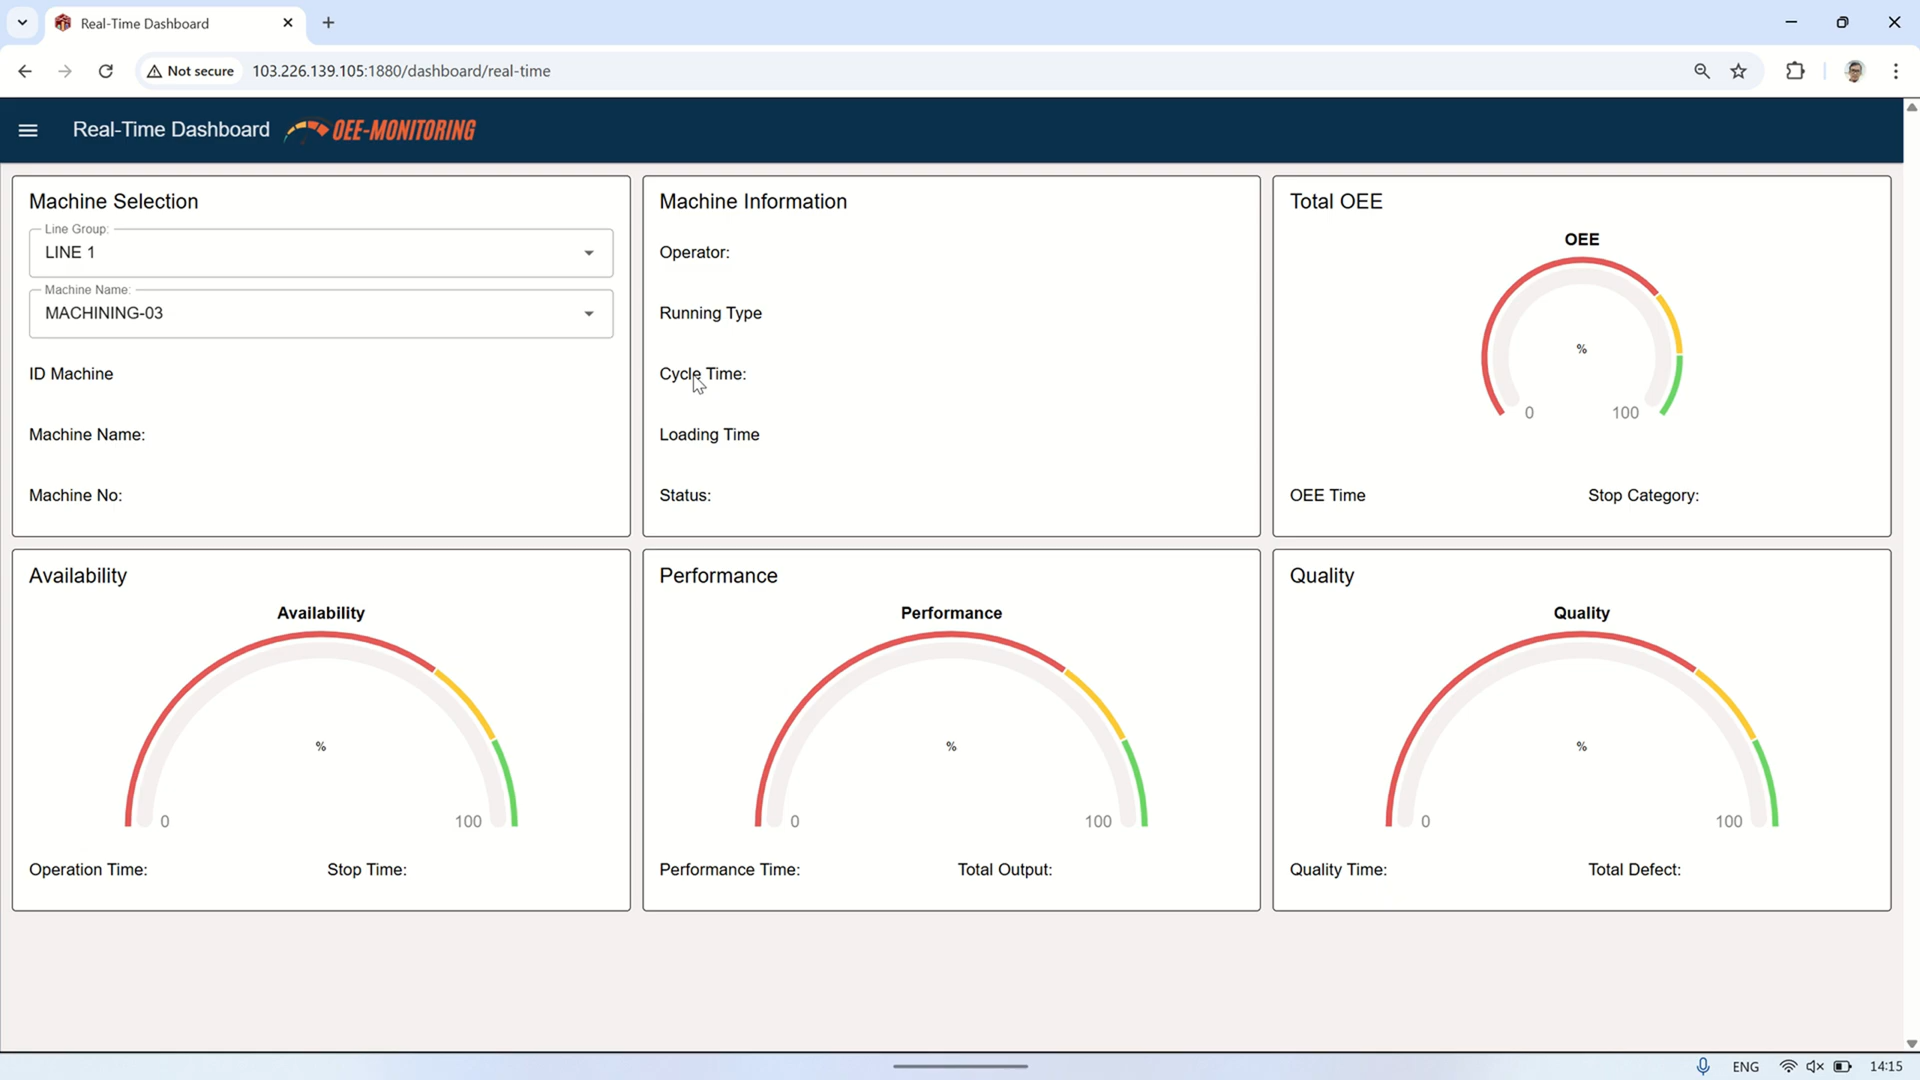 Real-Time Dashboard
Not secure
103.226.139.105:1880/dashboard/real-time
Real-Time Dashboard
OEE-MONITORING
Machine Selection
Line Group:
LINE 1
Machine Name:
MACHINING-03
ID Machine
Machine Name:
Machine No:
Machine Information
Operator:
Running Type
Cycle Time:
Loading Time
Status:
Total OEE
OEE
%
0 100
OEE Time
Stop Category:
Availability
Availability
%
0 100
Operation Time:
Stop Time:
Performance
Performance
%
0 100
Performance Time:
Total Output:
Quality
Quality
%
0 100
Quality Time:
Total Defect:
ENG
14:15